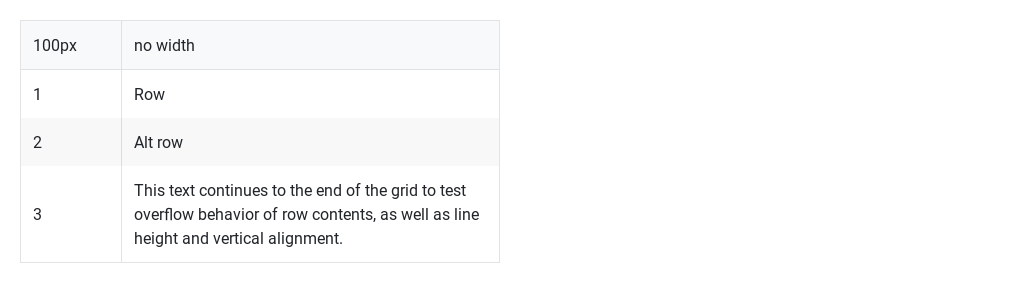 100px no width
1 Row
2 Alt row
This text continues to the end of the grid to test
3 overflow behavior of row contents, as well as line
height and vertical alignment.